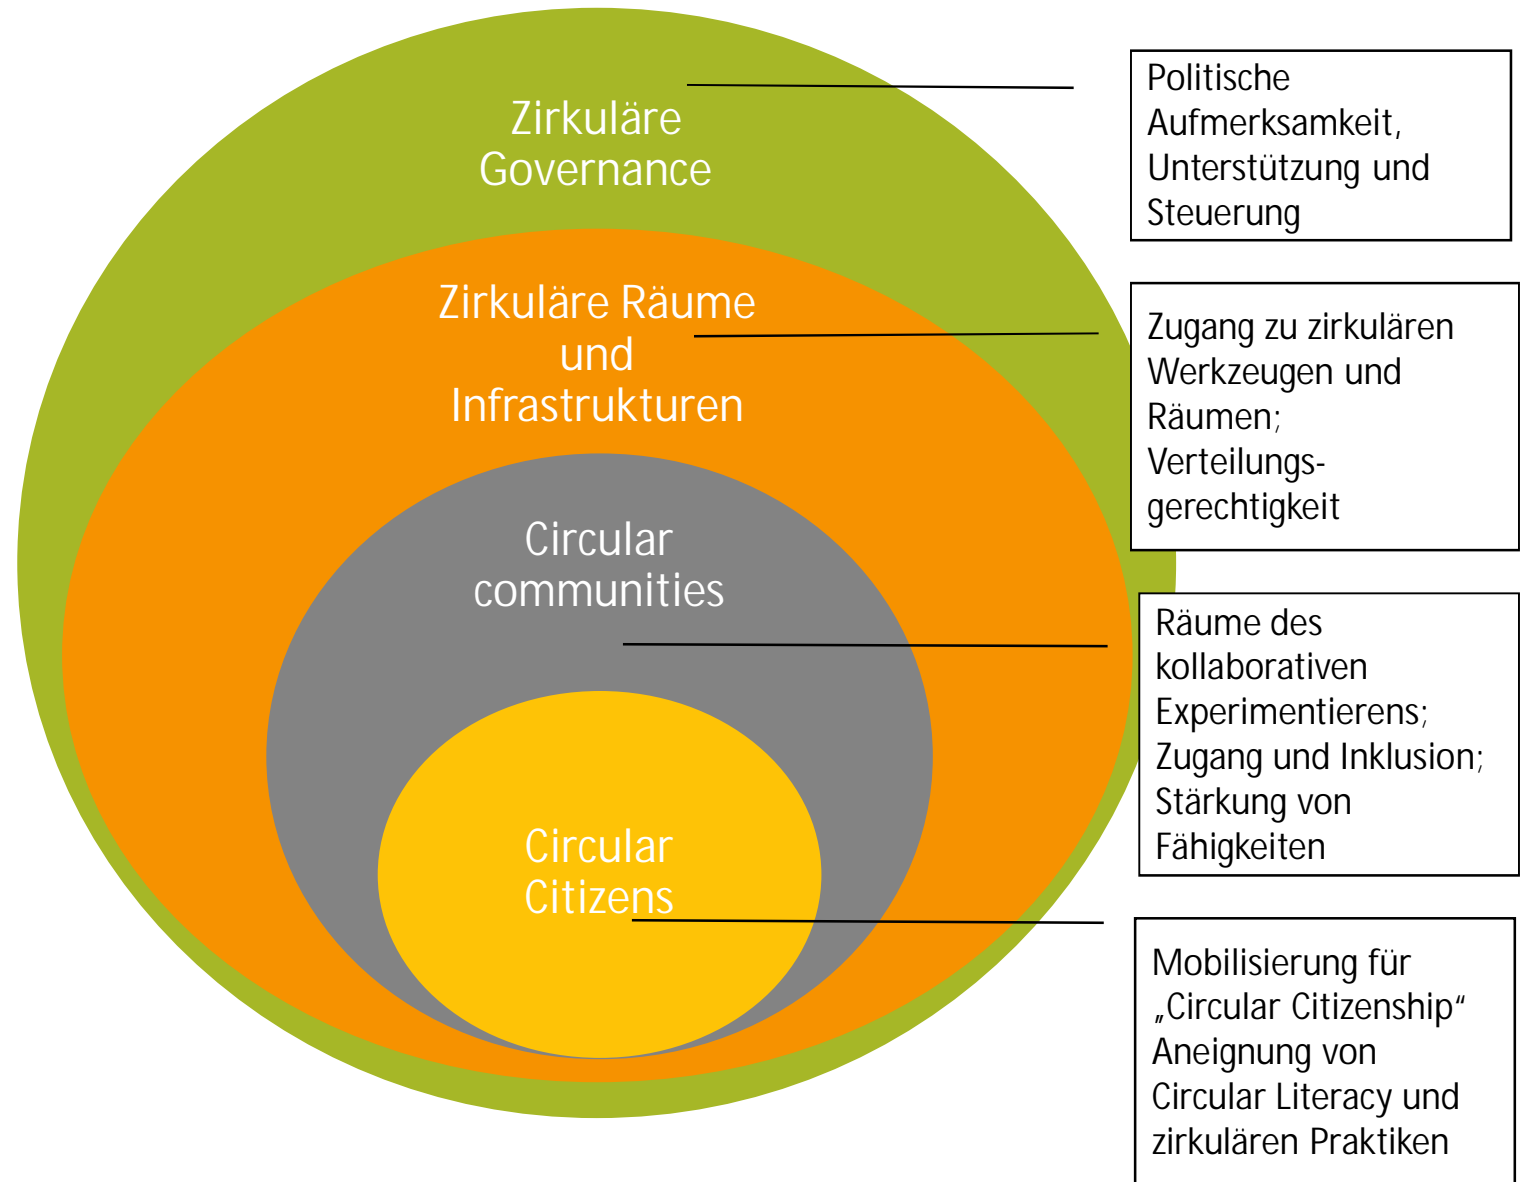 Zirkuläre
Governance
Politische
Aufmerksamkeit,
Unterstützung und
Steuerung
Zirkuläre Räume
und
Infrastrukturen
Zugang zu zirkulären
Werkzeugen und
Räumen;
Verteilungs-
gerechtigkeit
Circular
communities
Räume des
kollaborativen
Experimentierens;
Zugang und Inklusion;
Stärkung von
Fähigkeiten
Circular
Citizens
Mobilisierung für
„Circular Citizenship“
Aneignung von
Circular Literacy und
zirkulären Praktiken